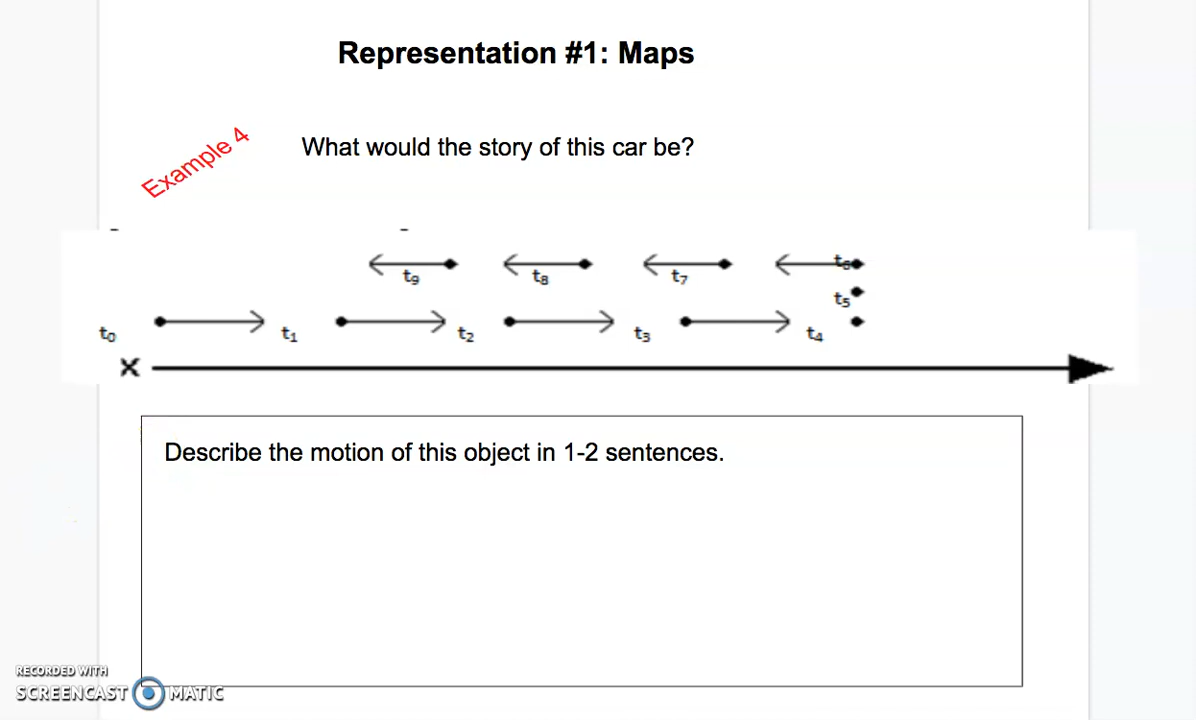 Representation #1: Maps
Example 4
What would the story of this car be?
t9 t8 t7 t6
t5
t0 t1 t2 t3 t4
X
Describe the motion of this object in 1-2 sentences.
RECORDED WITH
SCREENCAST MATIC